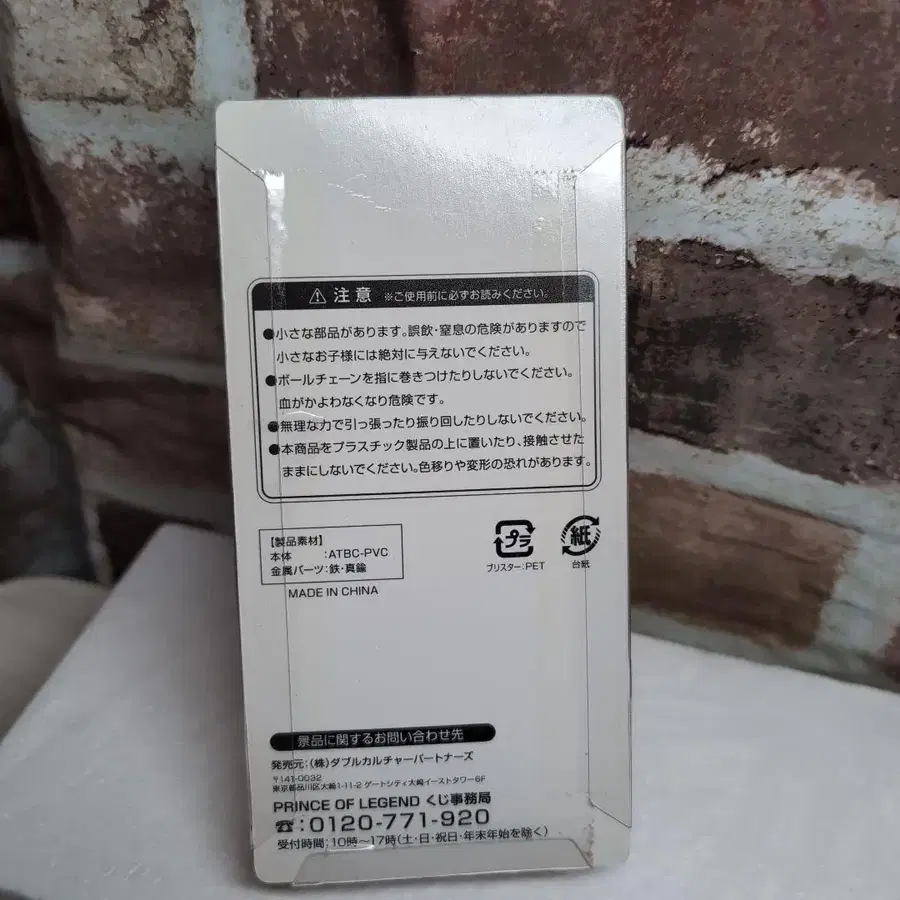 ⚠ 注意 ※ご使用前に必ずお読みください。
●小さな部品があります。誤飲・窒息の危険がありますので
小さなお子様には絶対に与えないでください。
●ボールチェーンを指に巻きつけたりしないでください。
血がかよわなくなり危険です。
●無理な力で引っ張ったり振り回したりしないでください。
●本商品をプラスチック製品の上に置いたり、接触させた
ままにしないでください。色移りや変形の恐れがあります。
【製品素材】
本体 :ATBC-PVC
金属パーツ:鉄・真鍮
MADE IN CHINA
プラ
ブリスター:PET
紙
台紙
景品に関するお問い合わせ先
発売元:(株)ダブルカルチャーパートナーズ
〒141-0032
東京都品川区大崎1-11-2 ゲートシティ大崎イーストタワー6F
PRINCE OF LEGEND くじ事務局
☎:0120-771-920
受付時間:10時～17時(土・日・祝日・年末年始を除く)